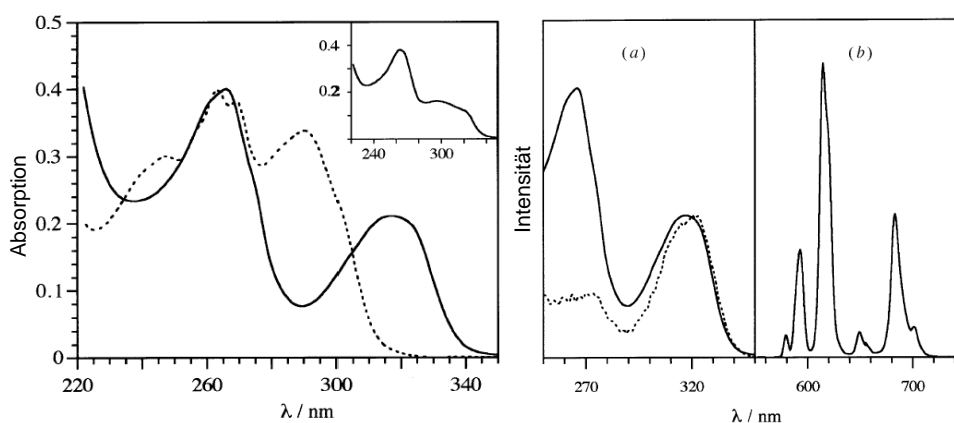 0.5
0.4
0.3
0.2
0.1
0
Absorption
220 260 300 340
λ / nm
0.4
0.2
240 300
Intensität
(a)
(b)
270 320 600 700
λ / nm